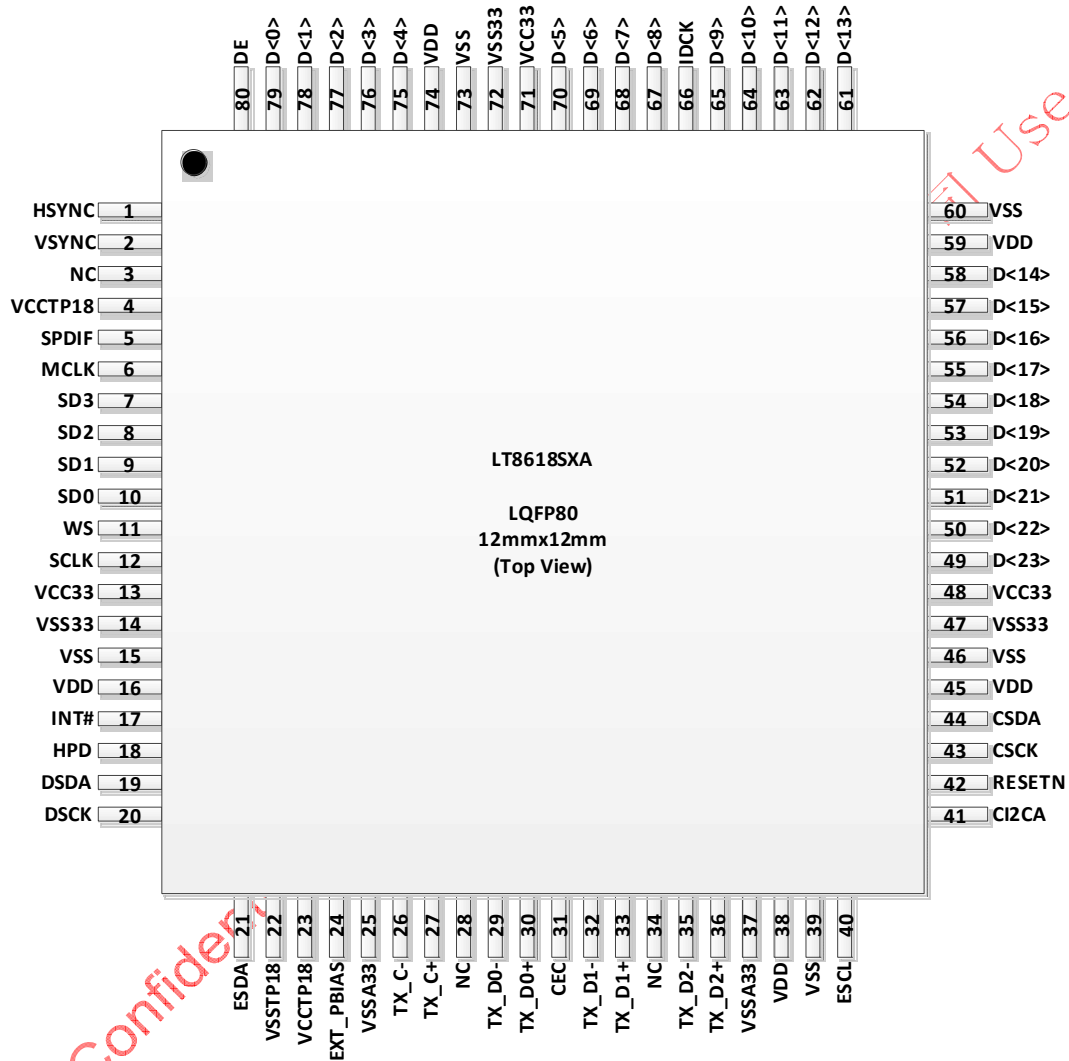 DE
D<0>
D<1>
D<2>
D<3>
D<4>
VDD
VSS
VSS33
VCC33
D<5>
D<6>
D<7>
D<8>
IDCK
D<9>
D<10>
D<11>
D<12>
D<13>
80
79
78
77
76
75
74
73
72
71
70
69
68
67
66
65
64
63
62
61
HSYNC 1
VSYNC 2
NC 3
VCCTP18 4
SPDIF 5
MCLK 6
SD3 7
SD2 8
SD1 9
SD0 10
WS 11
SCLK 12
VCC33 13
VSS33 14
VSS 15
VDD 16
INT# 17
HPD 18
DSDA 19
DSCK 20
LT8618SXA
LQFP80
12mmx12mm
(Top View)
60 VSS
59 VDD
58 D<14>
57 D<15>
56 D<16>
55 D<17>
54 D<18>
53 D<19>
52 D<20>
51 D<21>
50 D<22>
49 D<23>
48 VCC33
47 VSS33
46 VSS
45 VDD
44 CSDA
43 CSCK
42 RESETN
41 CI2CA
21
22
23
24
25
26
27
28
29
30
31
32
33
34
35
36
37
38
39
40
ESDA
VSSTP18
VCCTP18
EXT_PBIAS
VSSA33
TX_C-
TX_C+
NC
TX_D0-
TX_D0+
CEC
TX_D1-
TX_D1+
NC
TX_D2-
TX_D2+
VSSA33
VDD
VSS
ESCL
Use